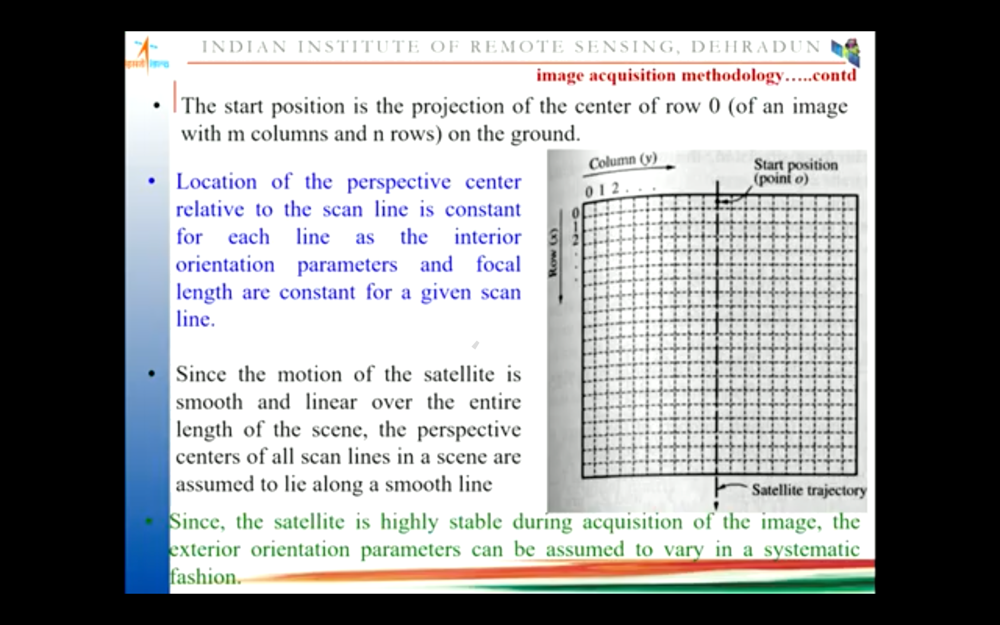 INDIAN INSTITUTE OF REMOTE SENSING, DEHRADUN
image acquisition methodology.....contd
• The start position is the projection of the center of row 0 (of an image
with m columns and n rows) on the ground.
• Location of the perspective center
relative to the scan line is constant
for each line as the interior
orientation parameters and focal
length are constant for a given scan
line.
• Since the motion of the satellite is
smooth and linear over the entire
length of the scene, the perspective
centers of all scan lines in a scene are
assumed to lie along a smooth line
Column (y)
Start position
(point o)
0 1 2 . . .
0
1
2
.
.
.
Row (x)
Satellite trajectory
• Since, the satellite is highly stable during acquisition of the image, the
exterior orientation parameters can be assumed to vary in a systematic
fashion.